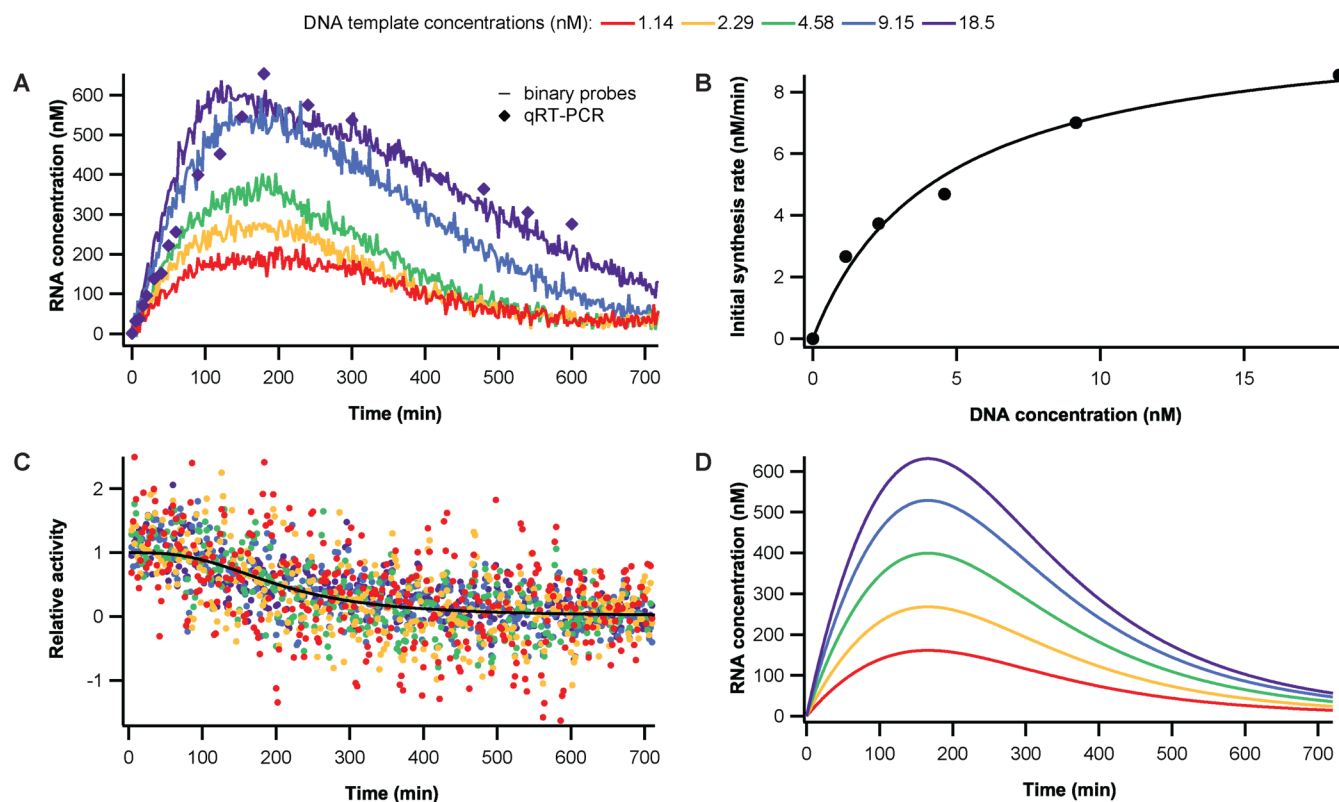 DNA template concentrations (nM): 1.14 2.29 4.58 9.15 18.5
A
RNA concentration (nM)
600
500
400
300
200
100
0
binary probes
qRT-PCR
0 100 200 300 400 500 600 700
Time (min)
B
Initial synthesis rate (nM/min)
8
6
4
2
0
0 5 10 15
DNA concentration (nM)
C
Relative activity
2
1
0
-1
0 100 200 300 400 500 600 700
Time (min)
D
RNA concentration (nM)
600
500
400
300
200
100
0
0 100 200 300 400 500 600 700
Time (min)